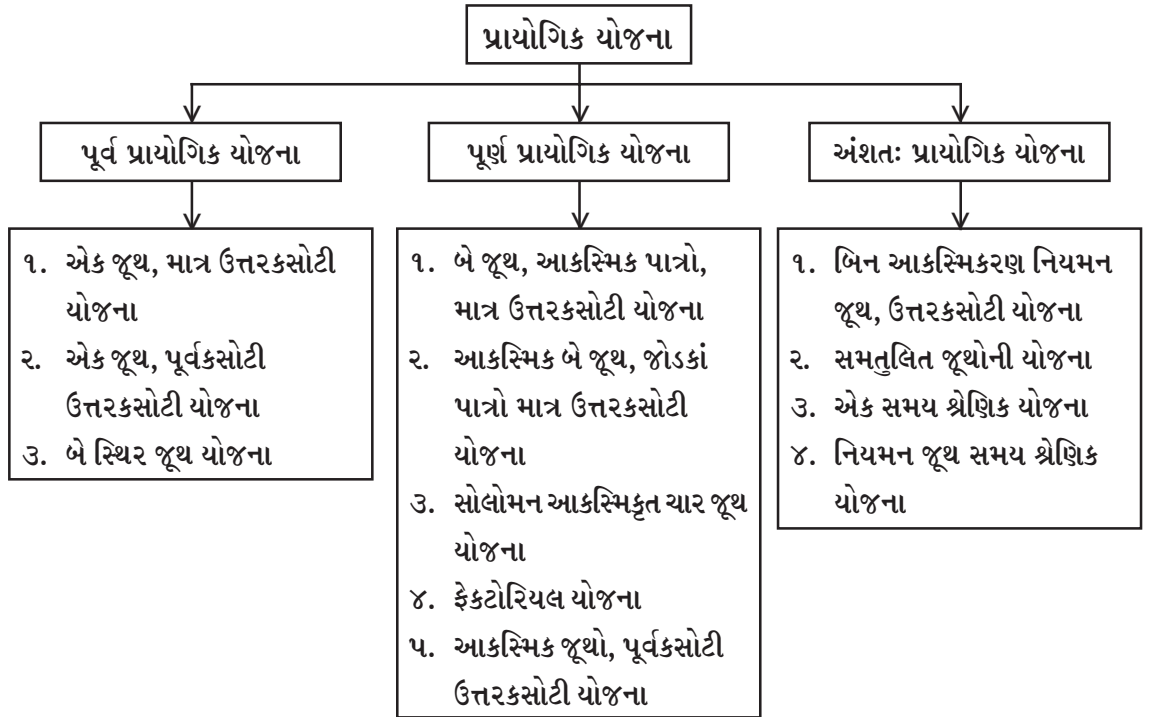 પ્રાયોગિક યોજના
પૂર્વ પ્રાયોગિક યોજના
પૂર્ણ પ્રાયોગિક યોજના
અંશતઃ પ્રાયોગિક યોજના
૧. એક જૂથ, માત્ર ઉત્તરકસોટી
યોજના
૨. એક જૂથ, પૂર્વકસોટી
ઉત્તરકસોટી યોજના
૩. બે સ્થિર જૂથ યોજના
૧. બે જૂથ, આકસ્મિક પાત્રો,
માત્ર ઉત્તરકસોટી યોજના
૨. આકસ્મિક બે જૂથ, જોડકાં
પાત્રો માત્ર ઉત્તરકસોટી
યોજના
૩. સોલોમન આકસ્મિકૃત ચાર જૂથ
યોજના
૪. ફેકટોરિયલ યોજના
૫. આકસ્મિક જૂથો, પૂર્વકસોટી
ઉત્તરકસોટી યોજના
૧. બિન આકસ્મિકરણ નિયમન
જૂથ, ઉત્તરકસોટી યોજના
૨. સમતુલિત જૂથોની યોજના
૩. એક સમય શ્રેણિક યોજના
૪. નિયમન જૂથ સમય શ્રેણિક
યોજના